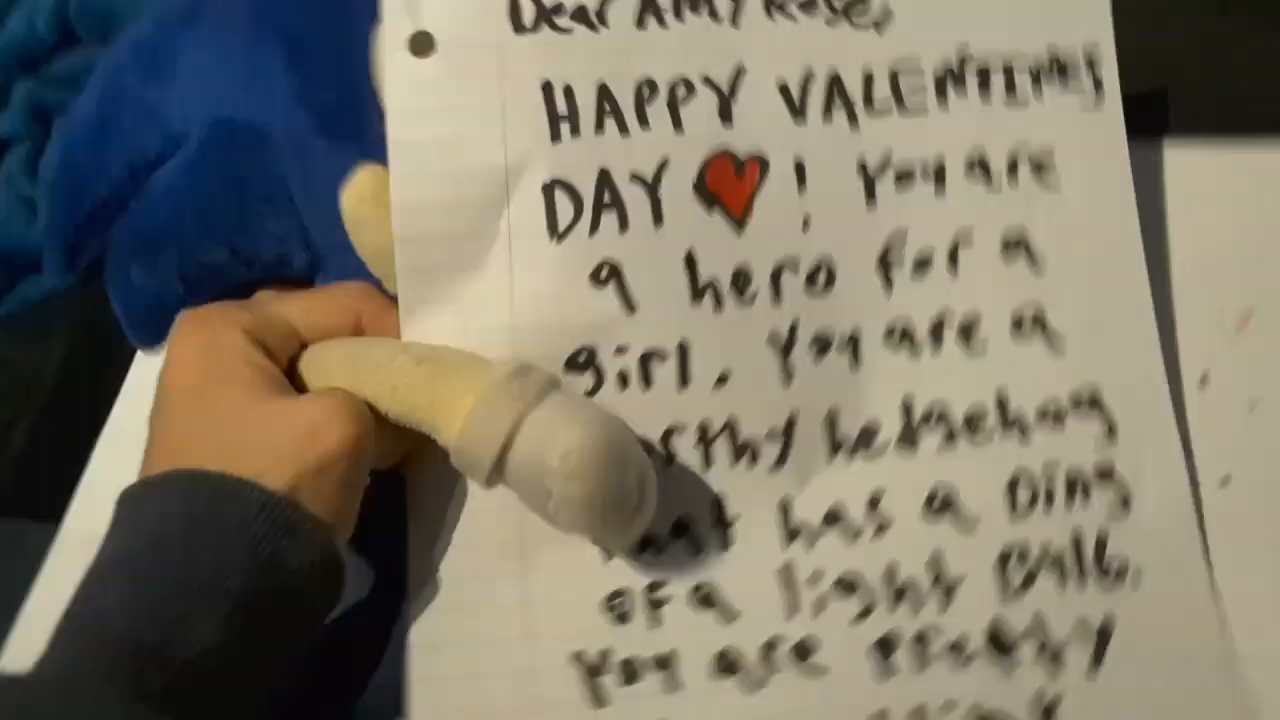 Dear Amy Rose,
HAPPY VALENTINES
DAY ! You are
a hero for a
girl. You are a
hedgehog
has a Ding
of a light Bulb.
You are pretty